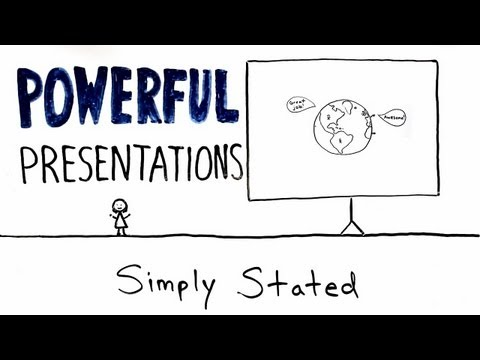 POWERFUL
PRESENTATIONS
Great
job!
Awesome!
Simply Stated